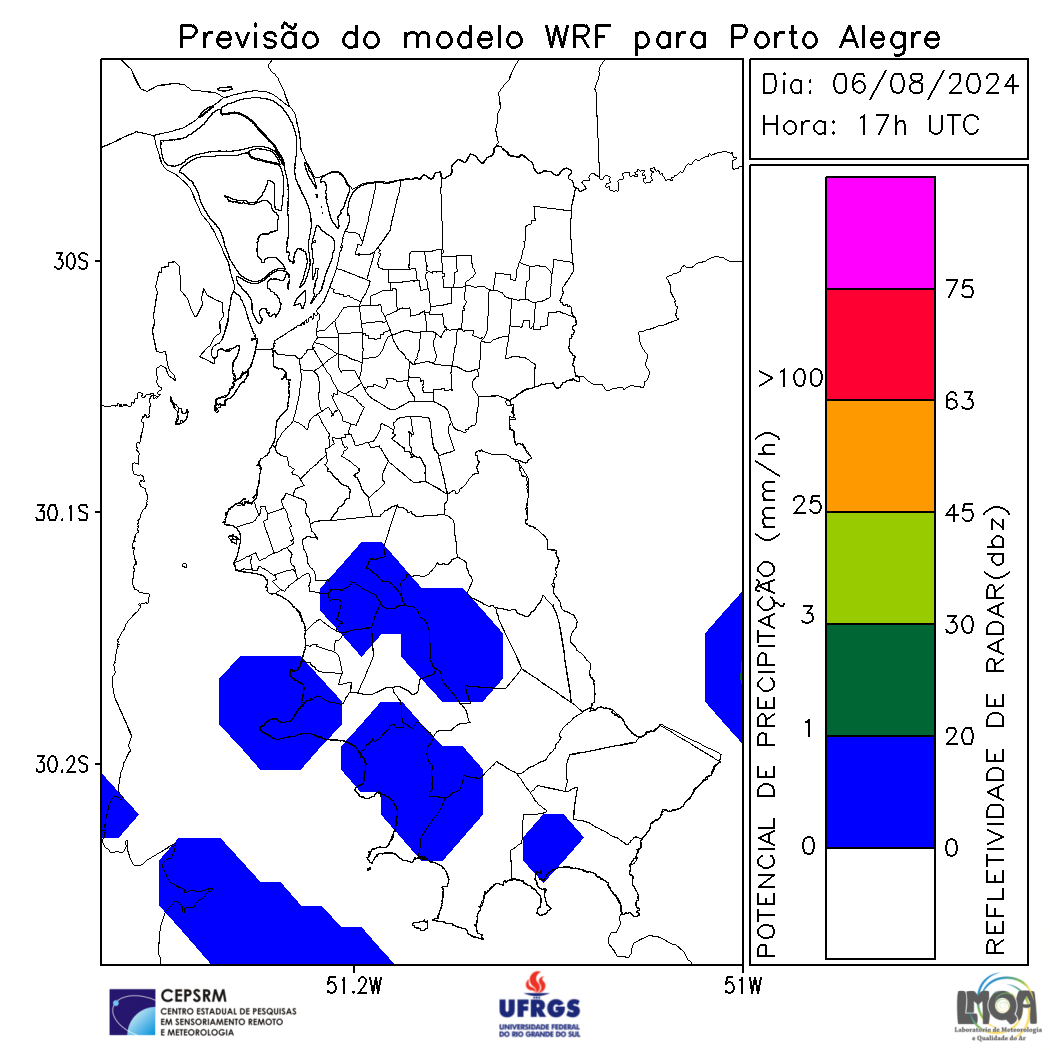 Previsão do modelo WRF para Porto Alegre
Dia: 06/08/2024
Hora: 17h UTC
30S
30.1S
30.2S
51.2W
51W
POTENCIAL DE PRECIPITAÇÃO (mm/h)
>100
25
3
1
0
75
63
45
30
20
0
REFLETIVIDADE DE RADAR(dbz)
CEPSRM
CENTRO ESTADUAL DE PESQUISAS
EM SENSORIAMENTO REMOTO
E METEOROLOGIA
UFRGS
UNIVERSIDADE FEDERAL
DO RIO GRANDE DO SUL
LMQA
Laboratório de Meteorologia
e Qualidade do Ar